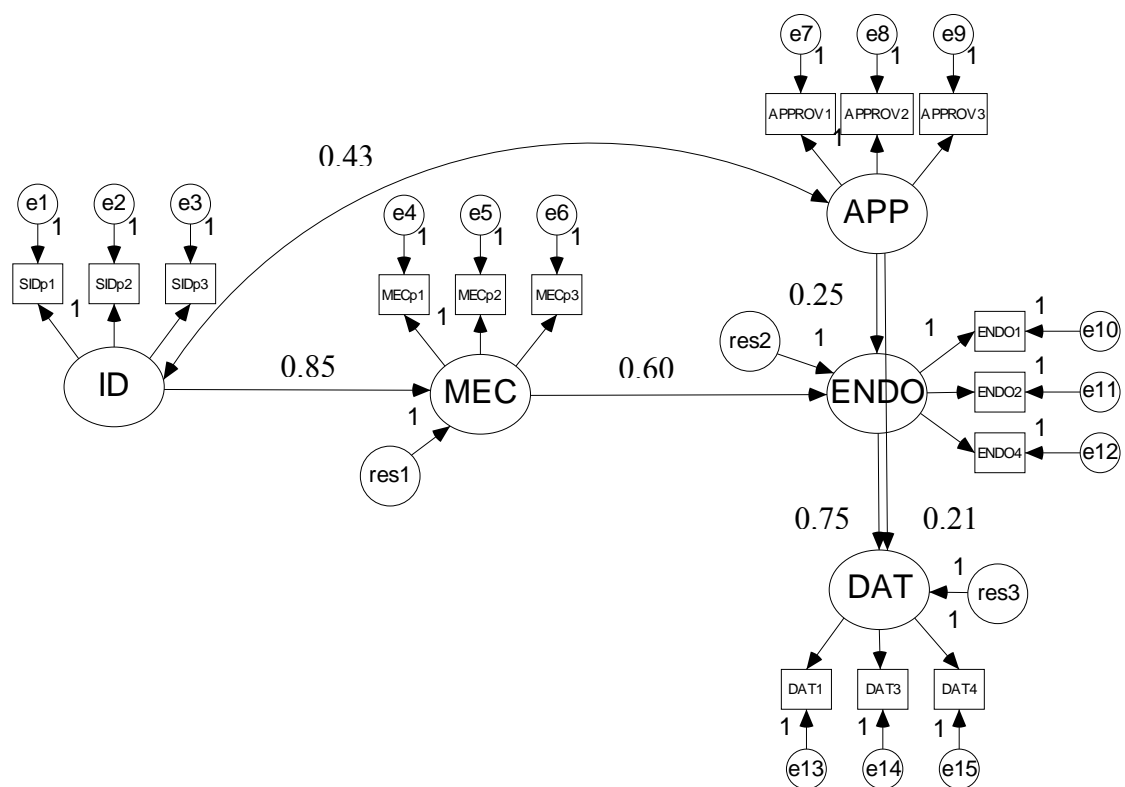 e7 e8 e9
1 1 1
APPROV1 APPROV2 APPROV3
1
0.43
e1 e2 e3
1 1 1
e4 e5 e6
1 1 1
APP
SIDp1 SIDp2 SIDp3
1
MECp1 MECp2 MECp3
1
0.25
res2
1
1
ENDO1
1
e10
ID
0.85
MEC
0.60
ENDO
ENDO2
1
e11
1
res1
ENDO4
1
e12
0.75
0.21
DAT
1
res3
1
DAT1 DAT3 DAT4
1 1 1
e13 e14 e15